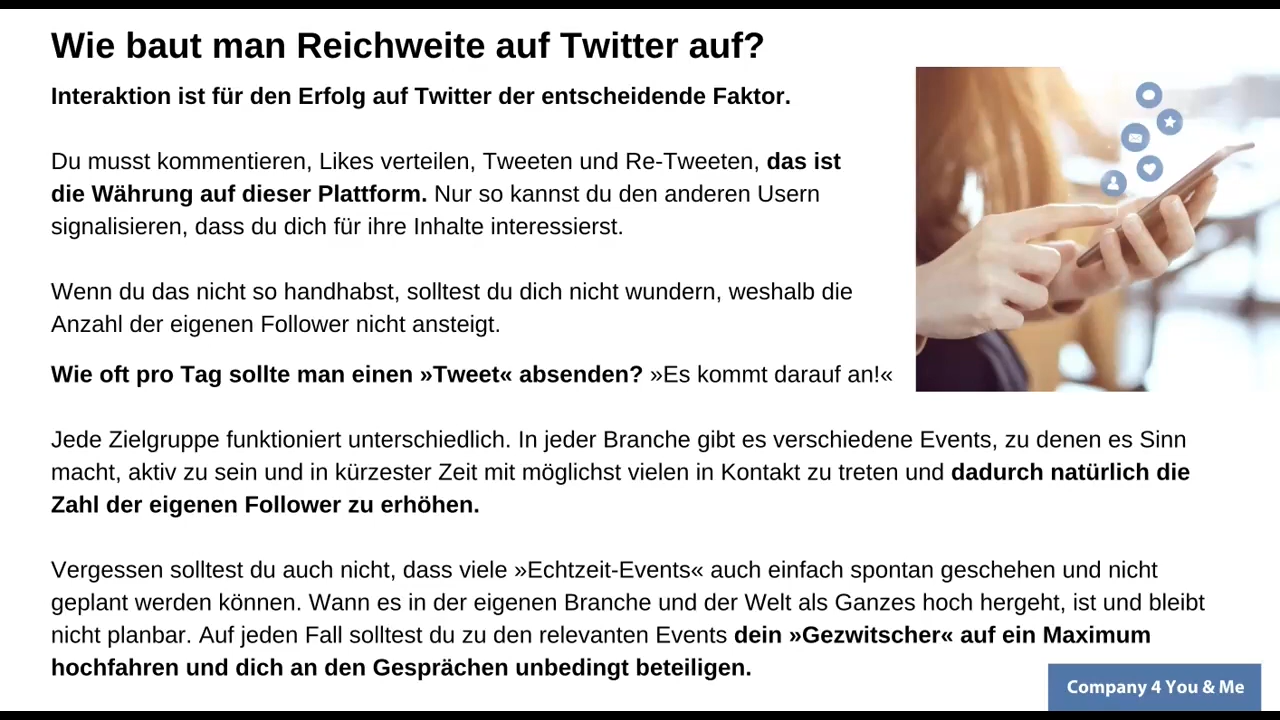 Wie baut man Reichweite auf Twitter auf?
Interaktion ist für den Erfolg auf Twitter der entscheidende Faktor.
Du musst kommentieren, Likes verteilen, Tweeten und Re-Tweeten, das ist
die Währung auf dieser Plattform. Nur so kannst du den anderen Usern
signalisieren, dass du dich für ihre Inhalte interessierst.
Wenn du das nicht so handhabst, solltest du dich nicht wundern, weshalb die
Anzahl der eigenen Follower nicht ansteigt.
Wie oft pro Tag sollte man einen »Tweet« absenden? »Es kommt darauf an!«
Jede Zielgruppe funktioniert unterschiedlich. In jeder Branche gibt es verschiedene Events, zu denen es Sinn
macht, aktiv zu sein und in kürzester Zeit mit möglichst vielen in Kontakt zu treten und dadurch natürlich die
Zahl der eigenen Follower zu erhöhen.
Vergessen solltest du auch nicht, dass viele »Echtzeit-Events« auch einfach spontan geschehen und nicht
geplant werden können. Wann es in der eigenen Branche und der Welt als Ganzes hoch hergeht, ist und bleibt
nicht planbar. Auf jeden Fall solltest du zu den relevanten Events dein »Gezwitscher« auf ein Maximum
hochfahren und dich an den Gesprächen unbedingt beteiligen.
Company 4 You & Me